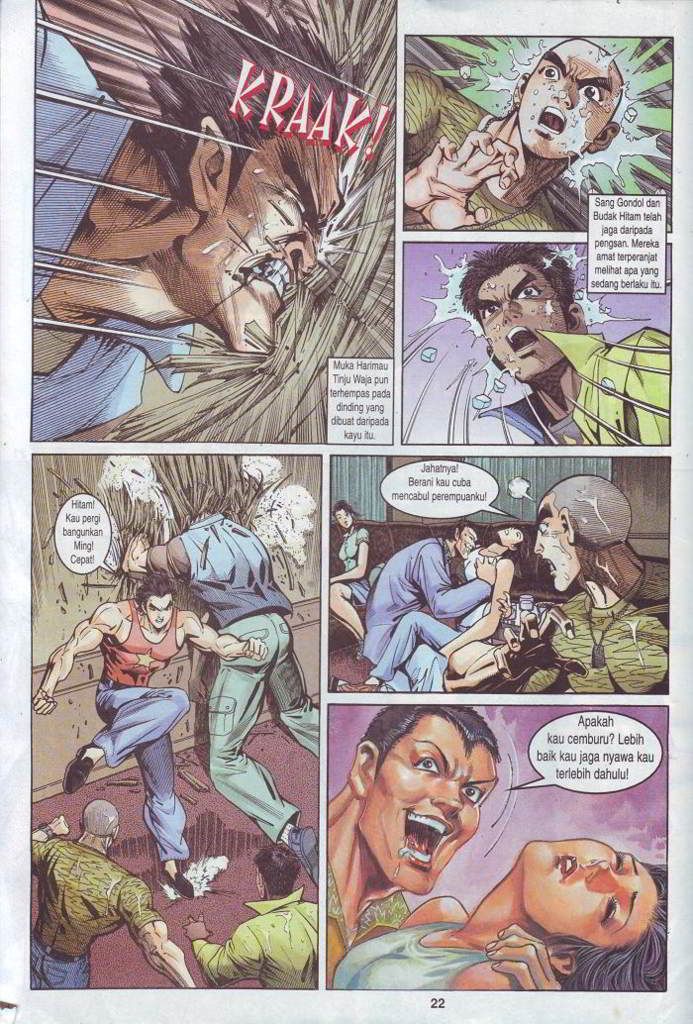 KRAAK!
Muka Harimau
Tinju Waja pun
terhempas pada
dinding yang
dibuat daripada
kayu itu.
Sang Gondol dan
Budak Hitam telah
jaga daripada
pengsan. Mereka
amat terperanjat
melihat apa yang
sedang berlaku itu.
Hitam!
Kau pergi
bangunkan
Ming!
Cepat!
Jahatnya!
Berani kau cuba
mencabul perempuanku!
Apakah
kau cemburu? Lebih
baik kau jaga nyawa kau
terlebih dahulu!
22